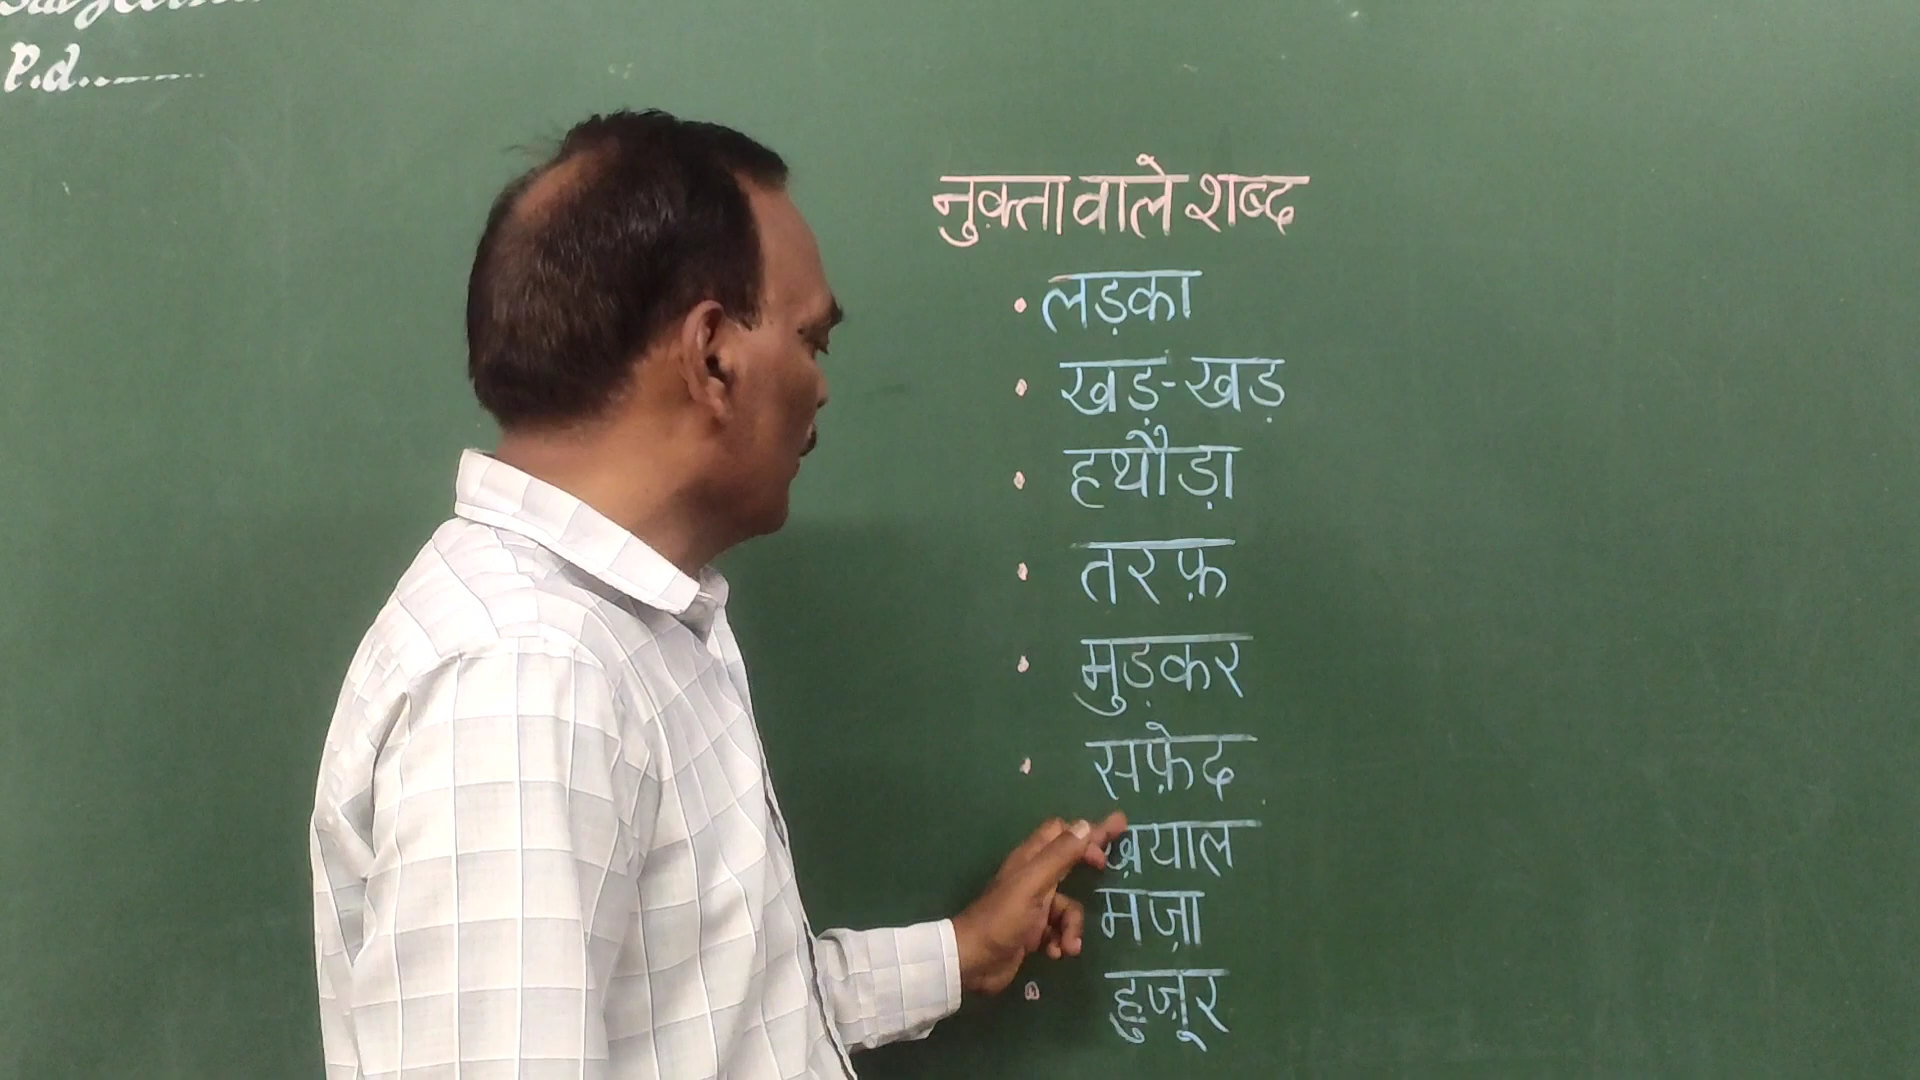 P.d.
नुक़्ता वाले शब्द
• लड़का
• खड़-खड़
• हथौड़ा
• तरफ़
• मुड़कर
• सफ़ेद
ख़याल
मज़ा
• हुज़ूर